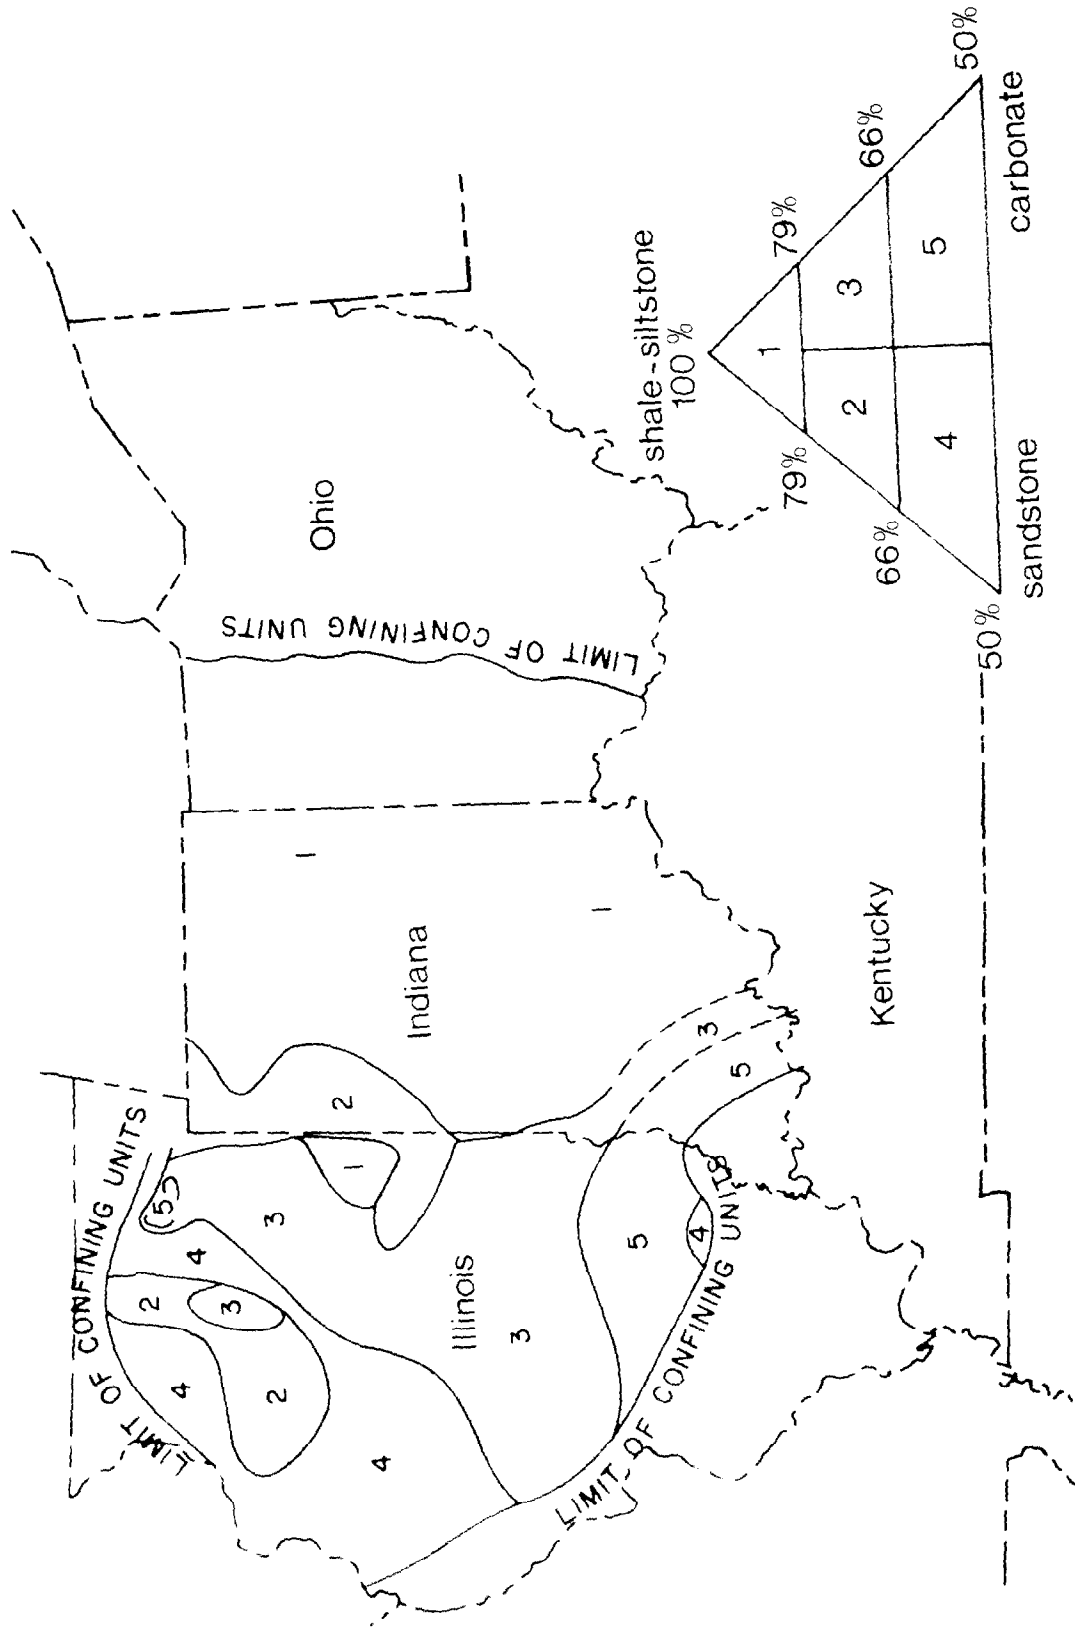 LIMIT OF CONFINING UNITS
LIMIT OF CONFINING UNITS
LIMIT OF CONFINING UNITS
Illinois
Indiana
Ohio
Kentucky
4
2
2
3
4
4
5
3
3
1
2
5
4
3
5
1
1
shale-siltstone
100 %
79%
79%
66%
66%
50%
50%
1
2
3
4
5
sandstone
carbonate